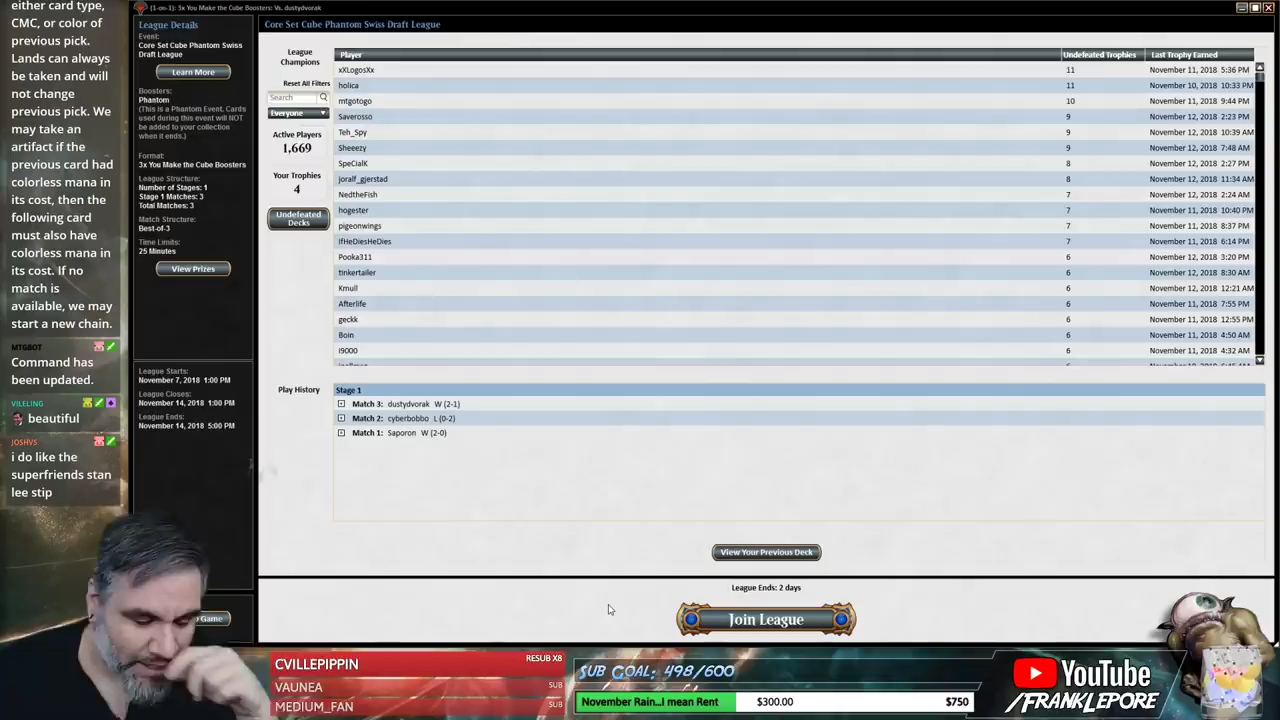 [1-on-1]: 3x You Make the Cube Boosters: Vs. dustydvorak
either card type,
CMC, or color of
previous pick.
Lands can always
be taken and will
not change
previous pick. We
may take an
artifact if the
previous card had
colorless mana in
its cost, then the
following card
must also have
colorless mana in
its cost. If no
match is
available, we may
start a new chain.
MTGBOT
Command has
been updated.
VILELING
beautiful
JOSHVS
i do like the
superfriends stan
lee stip
League Details
Event:
Core Set Cube Phantom Swiss
Draft League
Learn More
Boosters:
Phantom
(This is a Phantom Event. Cards
used during this event will NOT
be added to your collection
when it ends.)
Format:
3x You Make the Cube Boosters
League Structure:
Number of Stages: 1
Stage 1 Matches: 3
Total Matches: 3
Match Structure:
Best-of-3
Time Limits:
25 Minutes
View Prizes
League Starts:
November 7, 2018 1:00 PM
League Closes:
November 14, 2018 1:00 PM
League Ends:
November 14, 2018 5:00 PM
Game
Core Set Cube Phantom Swiss Draft League
League
Champions
Reset All Filters
Search
Everyone
Active Players
1,669
Your Trophies
4
Undefeated
Decks
Player Undefeated Trophies Last Trophy Earned
xXLogosXx 11 November 11, 2018 5:36 PM
holica 11 November 10, 2018 10:33 PM
mtgotogo 10 November 11, 2018 9:44 PM
Saverosso 9 November 12, 2018 2:23 PM
Teh_Spy 9 November 12, 2018 10:39 AM
Sheeezy 9 November 12, 2018 7:48 AM
SpeCialK 8 November 12, 2018 2:27 PM
joralf_gjerstad 8 November 12, 2018 11:34 AM
NedtheFish 7 November 12, 2018 2:24 AM
hogester 7 November 11, 2018 10:40 PM
pigeonwings 7 November 11, 2018 8:37 PM
IfHeDiesHeDies 7 November 11, 2018 6:14 PM
Pooka311 6 November 12, 2018 3:20 PM
tinkertailer 6 November 12, 2018 8:30 AM
Kmull 6 November 12, 2018 12:21 AM
Afterlife 6 November 11, 2018 7:55 PM
geckk 6 November 11, 2018 12:55 PM
Boin 6 November 11, 2018 4:50 AM
i9000 6 November 11, 2018 4:32 AM
Play History
Stage 1
Match 3: dustydvorak W (2-1)
Match 2: cyberbobbo L (0-2)
Match 1: Saporon W (2-0)
View Your Previous Deck
League Ends: 2 days
Join League
CVILLEPIPPIN RESUB X8
VAUNEA SUB
MEDIUM_FAN SUB
SUB GOAL: 498/600
November Rain...I mean Rent $300.00 $750
YouTube
/FRANKLEPORE